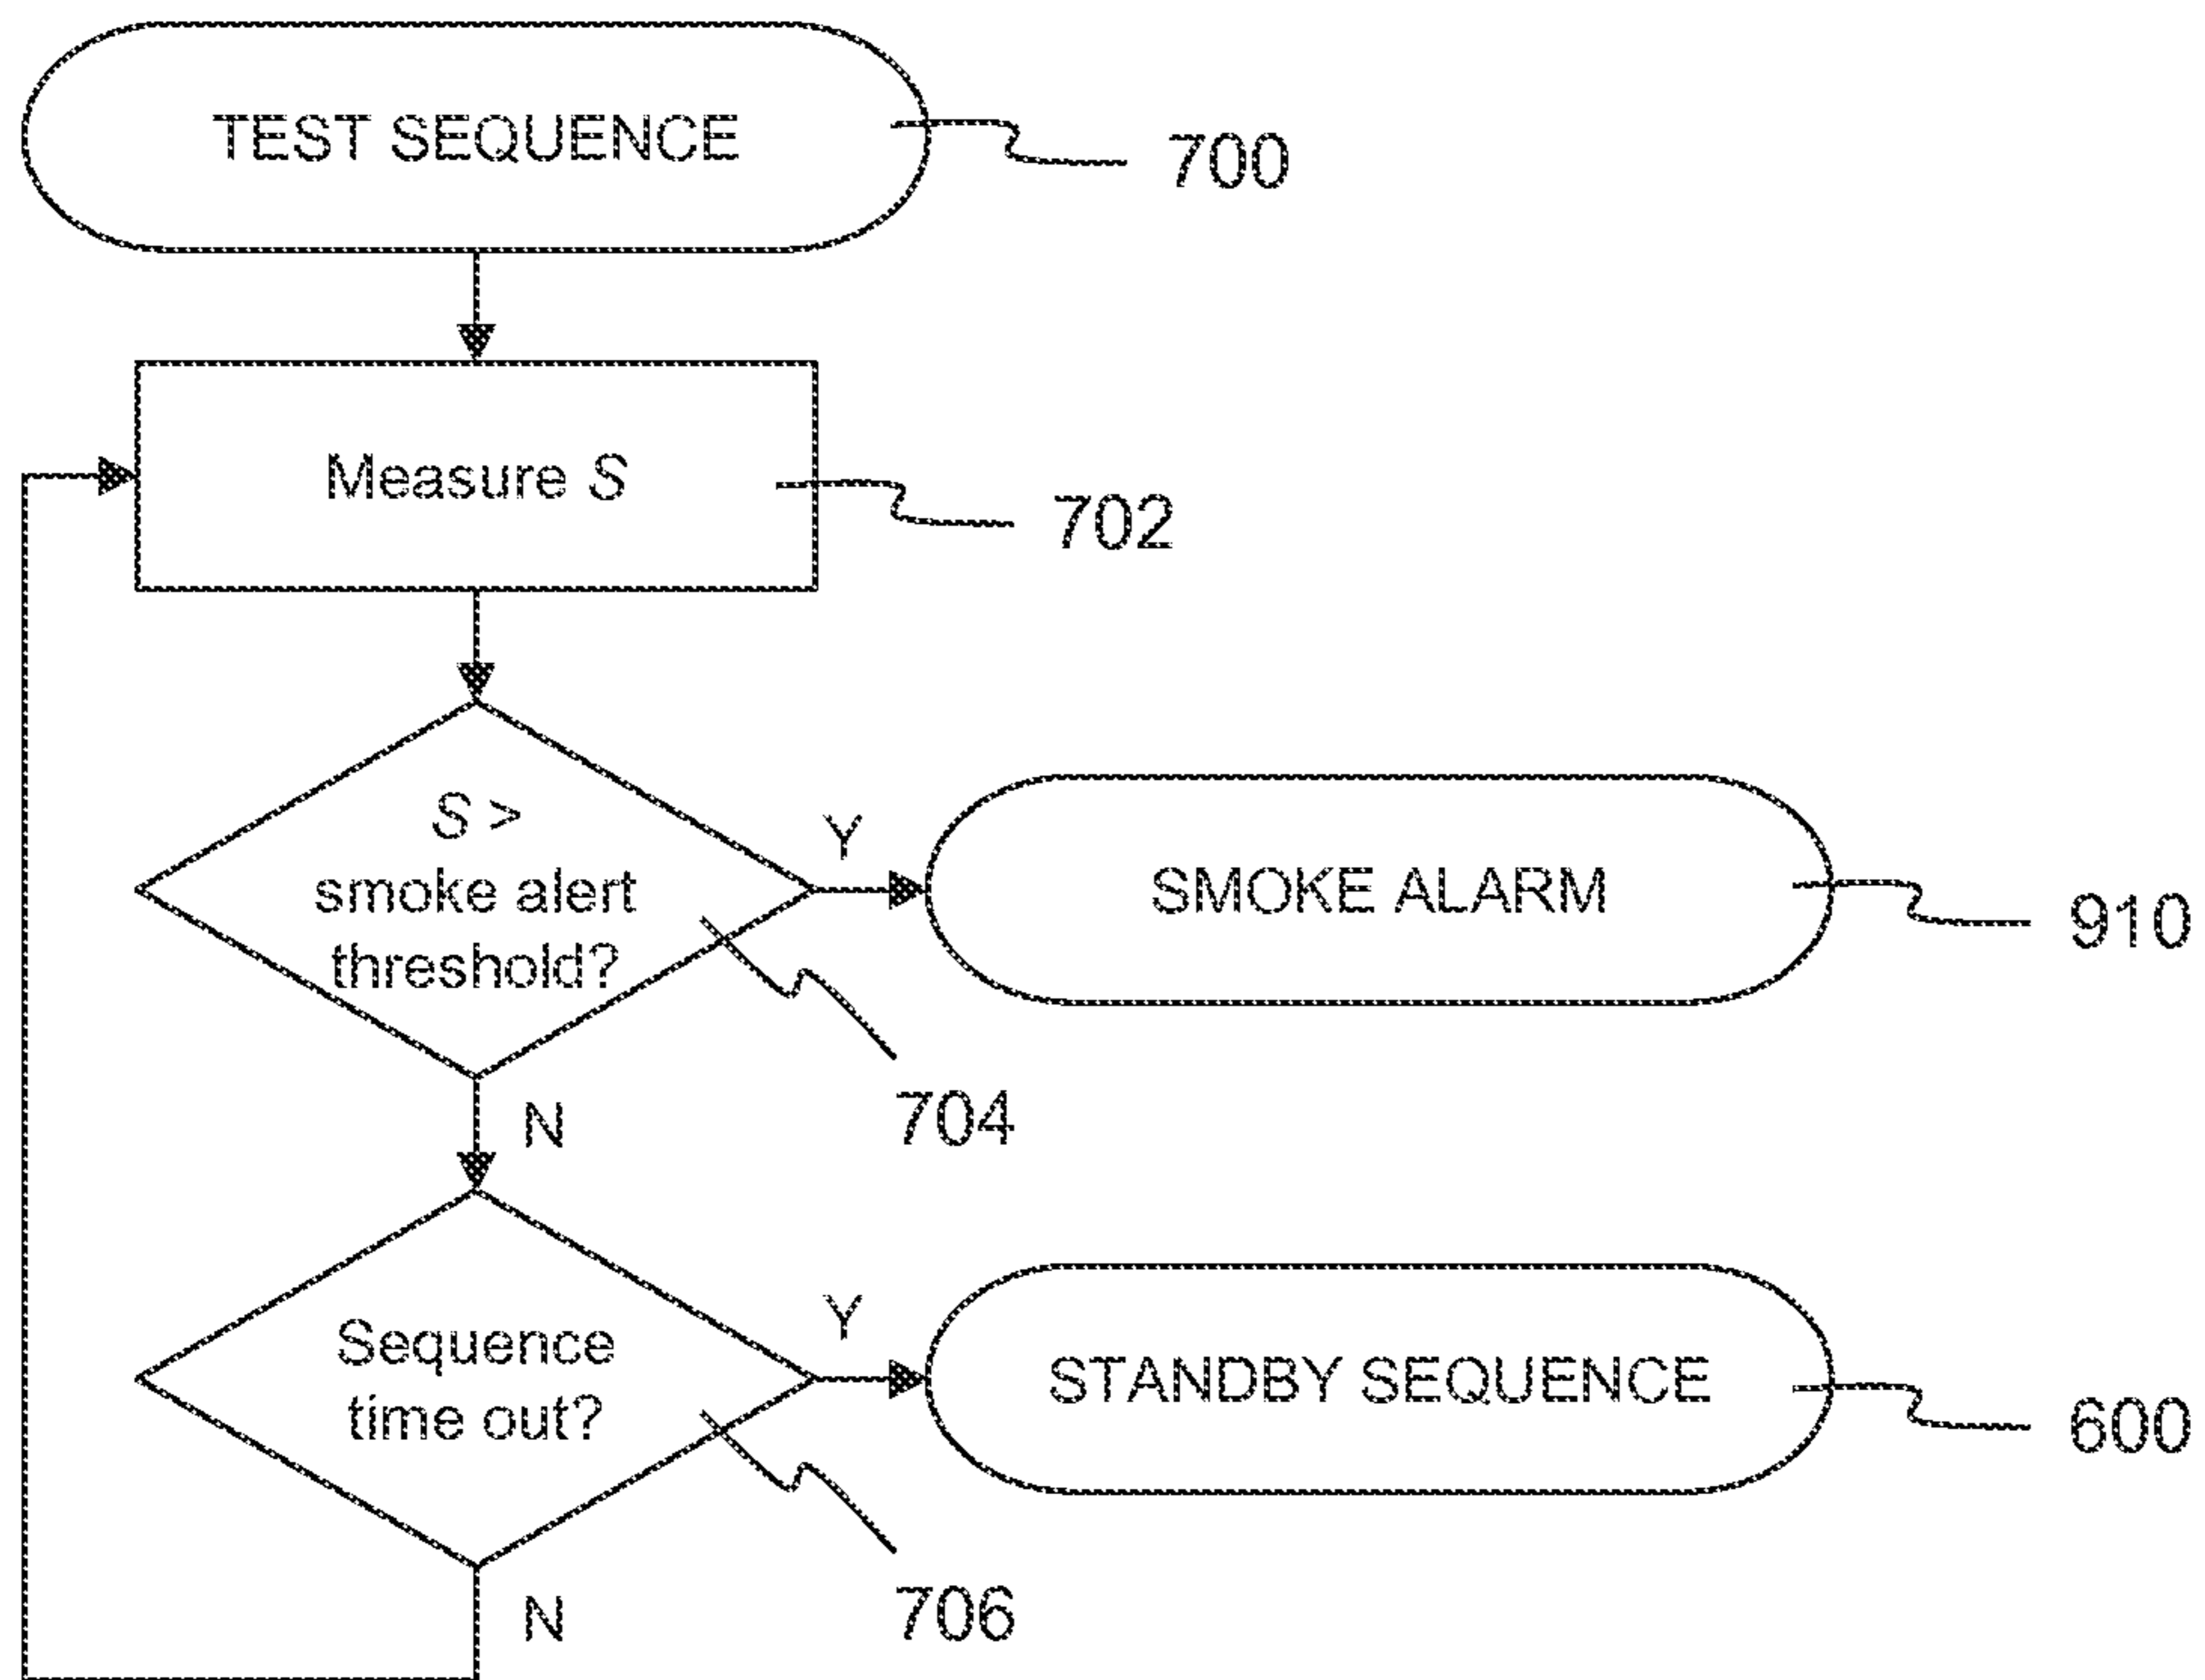 TEST SEQUENCE
700
Measure S
702
S >
smoke alert
threshold?
Y
SMOKE ALARM
910
704
N
Sequence
time out?
Y
STANDBY SEQUENCE
600
706
N